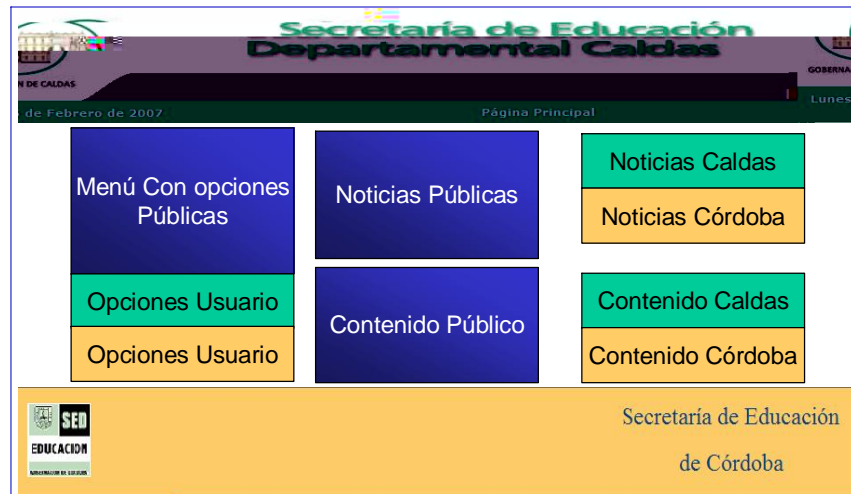 Secretaría de Educación
Departamental Caldas
N DE CALDAS
GOBERNA
de Febrero de 2007
Página Principal
Lunes
Menú Con opciones
Públicas
Noticias Públicas
Noticias Caldas
Noticias Córdoba
Opciones Usuario
Opciones Usuario
Contenido Público
Contenido Caldas
Contenido Córdoba
SED
EDUCACION
Secretaría de Educación
de Córdoba